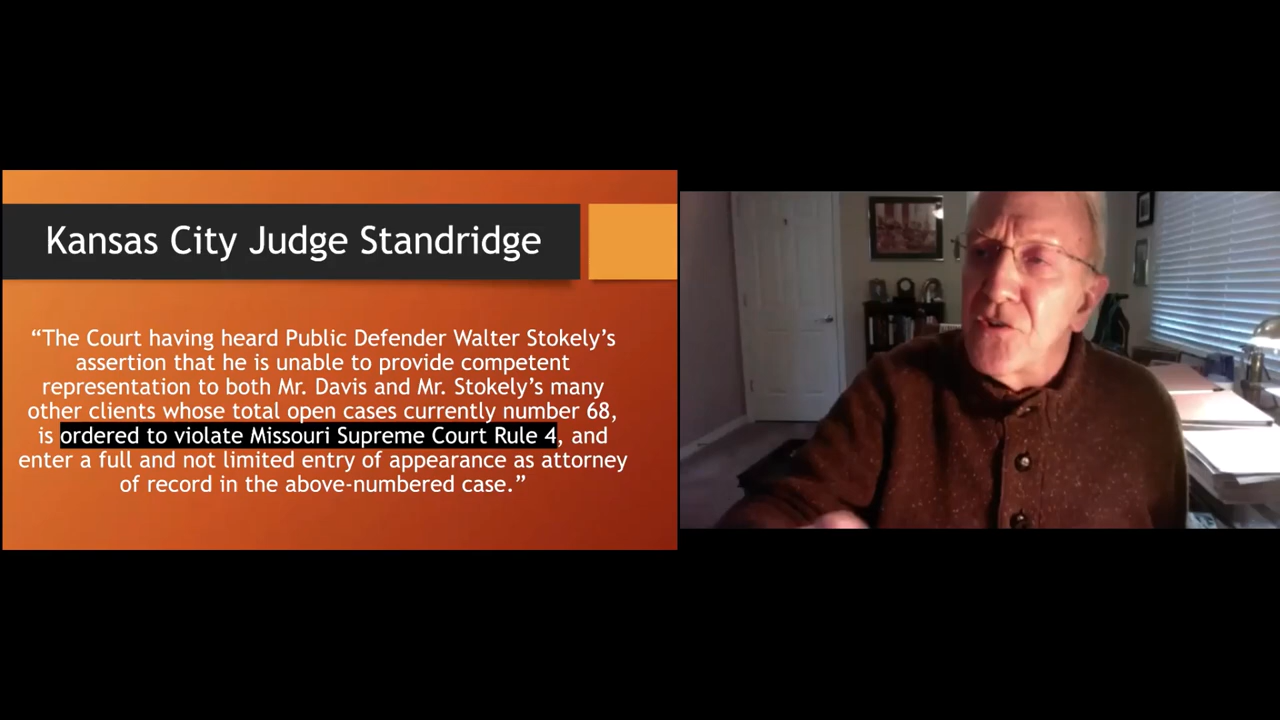 Kansas City Judge Standridge
“The Court having heard Public Defender Walter Stokely’s
assertion that he is unable to provide competent
representation to both Mr. Davis and Mr. Stokely’s many
other clients whose total open cases currently number 68,
is ordered to violate Missouri Supreme Court Rule 4, and
enter a full and not limited entry of appearance as attorney
of record in the above-numbered case.”